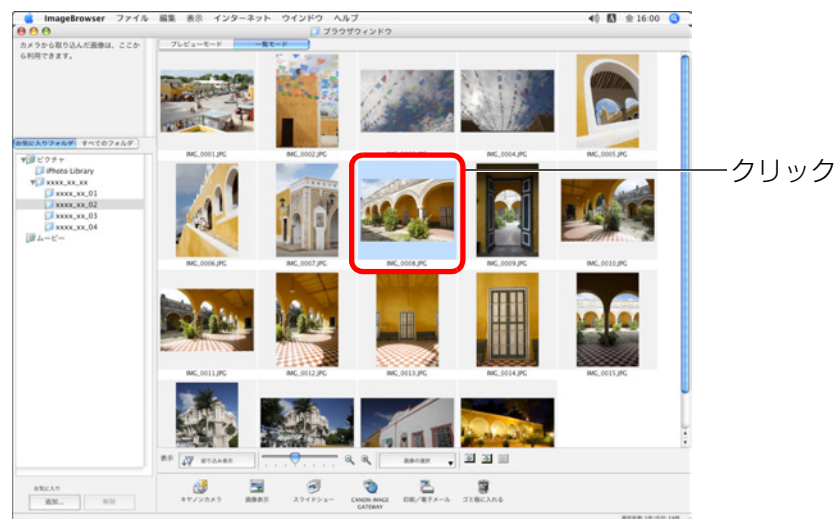 ImageBrowser ファイル 編集 表示 インターネット ウインドウ ヘルプ 金 16:00
ブラウザウィンドウ
カメラから取り込んだ画像は、ここから利用できます。
プレビューモード 一覧モード
お気に入りフォルダ すべてのフォルダ
ピクチャ
iPhoto Library
xxxx_xx_xx
xxxx_xx_01
xxxx_xx_02
xxxx_xx_03
xxxx_xx_04
ムービー
IMG_0001.JPG IMG_0002.JPG IMG_0004.JPG IMG_0005.JPG
クリック
IMG_0006.JPG IMG_0007.JPG IMG_0008.JPG IMG_0009.JPG IMG_0010.JPG
IMG_0011.JPG IMG_0012.JPG IMG_0013.JPG IMG_0014.JPG IMG_0015.JPG
表示 絞り込み表示 画像の選択
お気に入り
追加... 解除
キヤノンカメラ 画像表示 スライドショー CANON IMAGE GATEWAY 印刷/電子メール ゴミ箱に入れる